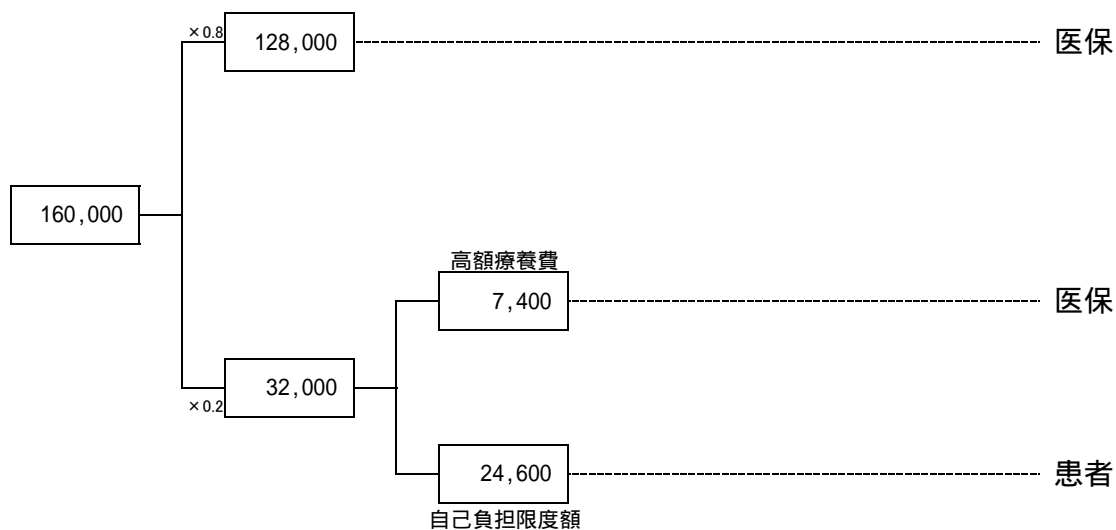 ×0.8
128,000
医保
160,000
高額療養費
7,400
医保
32,000
×0.2
24,600
患者
自己負担限度額